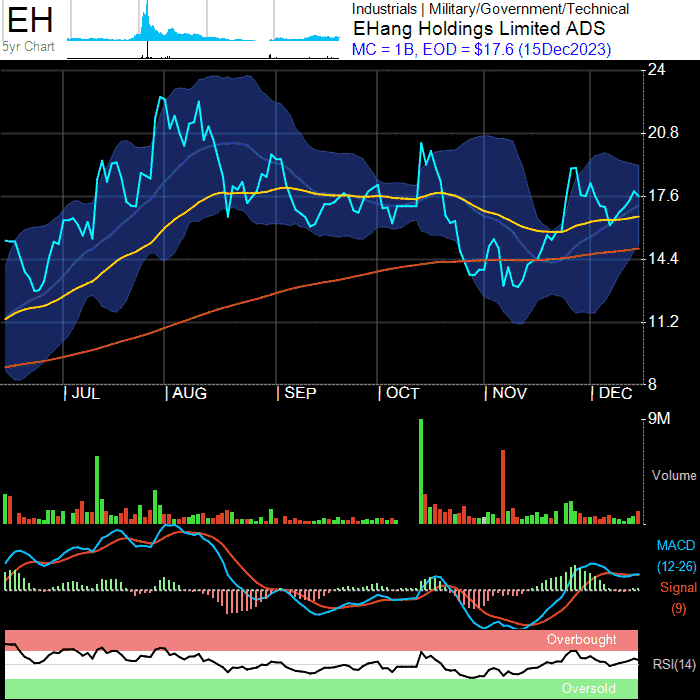 EH
5yr Chart
Industrials | Military/Government/Technical
EHang Holdings Limited ADS
MC = 1B, EOD = $17.6 (15Dec2023)
24
20.8
17.6
14.4
11.2
8
| JUL | AUG | SEP | OCT | NOV | DEC
9M
Volume
MACD
(12-26)
Signal
(9)
Overbought
RSI(14)
Oversold